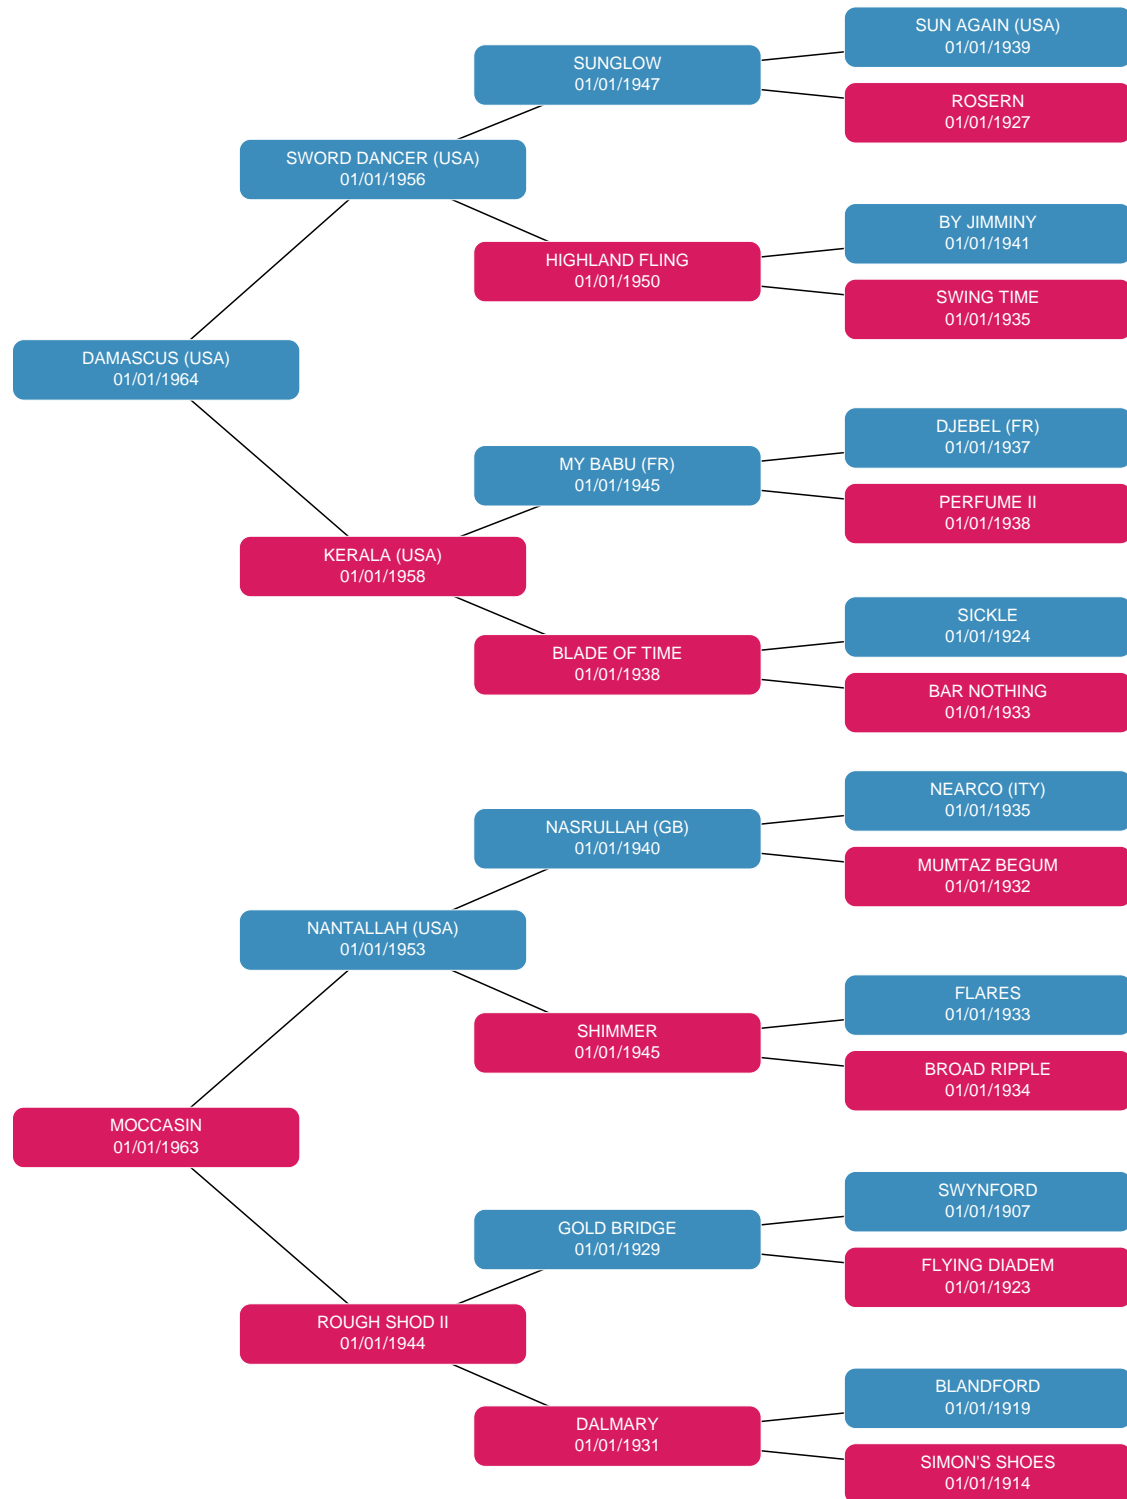 SUN AGAIN (USA)
01/01/1939
SUNGLOW
01/01/1947
ROSERN
01/01/1927
SWORD DANCER (USA)
01/01/1956
BY JIMMINY
01/01/1941
HIGHLAND FLING
01/01/1950
SWING TIME
01/01/1935
DAMASCUS (USA)
01/01/1964
DJEBEL (FR)
01/01/1937
MY BABU (FR)
01/01/1945
PERFUME II
01/01/1938
KERALA (USA)
01/01/1958
SICKLE
01/01/1924
BLADE OF TIME
01/01/1938
BAR NOTHING
01/01/1933
NEARCO (ITY)
01/01/1935
NASRULLAH (GB)
01/01/1940
MUMTAZ BEGUM
01/01/1932
NANTALLAH (USA)
01/01/1953
FLARES
01/01/1933
SHIMMER
01/01/1945
BROAD RIPPLE
01/01/1934
MOCCASIN
01/01/1963
SWYNFORD
01/01/1907
GOLD BRIDGE
01/01/1929
FLYING DIADEM
01/01/1923
ROUGH SHOD II
01/01/1944
BLANDFORD
01/01/1919
DALMARY
01/01/1931
SIMON'S SHOES
01/01/1914